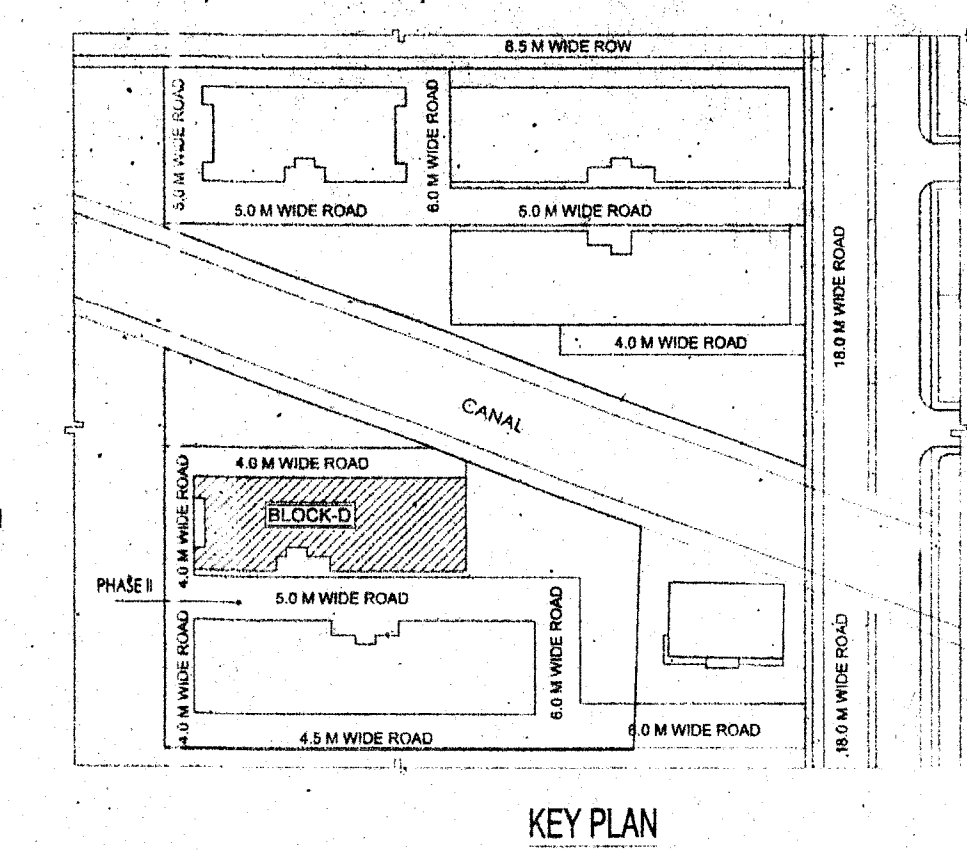 8.5 M WIDE ROW
5.0 M WIDE ROAD
6.0 M WIDE ROAD
5.0 M WIDE ROAD
5.0 M WIDE ROAD
18.0 M WIDE ROAD
4.0 M WIDE ROAD
CANAL
4.0 M WIDE ROAD
4.0 M WIDE ROAD
BLOCK-D
PHASE II
5.0 M WIDE ROAD
4.0 M WIDE ROAD
6.0 M WIDE ROAD
18.0 M WIDE ROAD
4.5 M WIDE ROAD
6.0 M WIDE ROAD
KEY PLAN